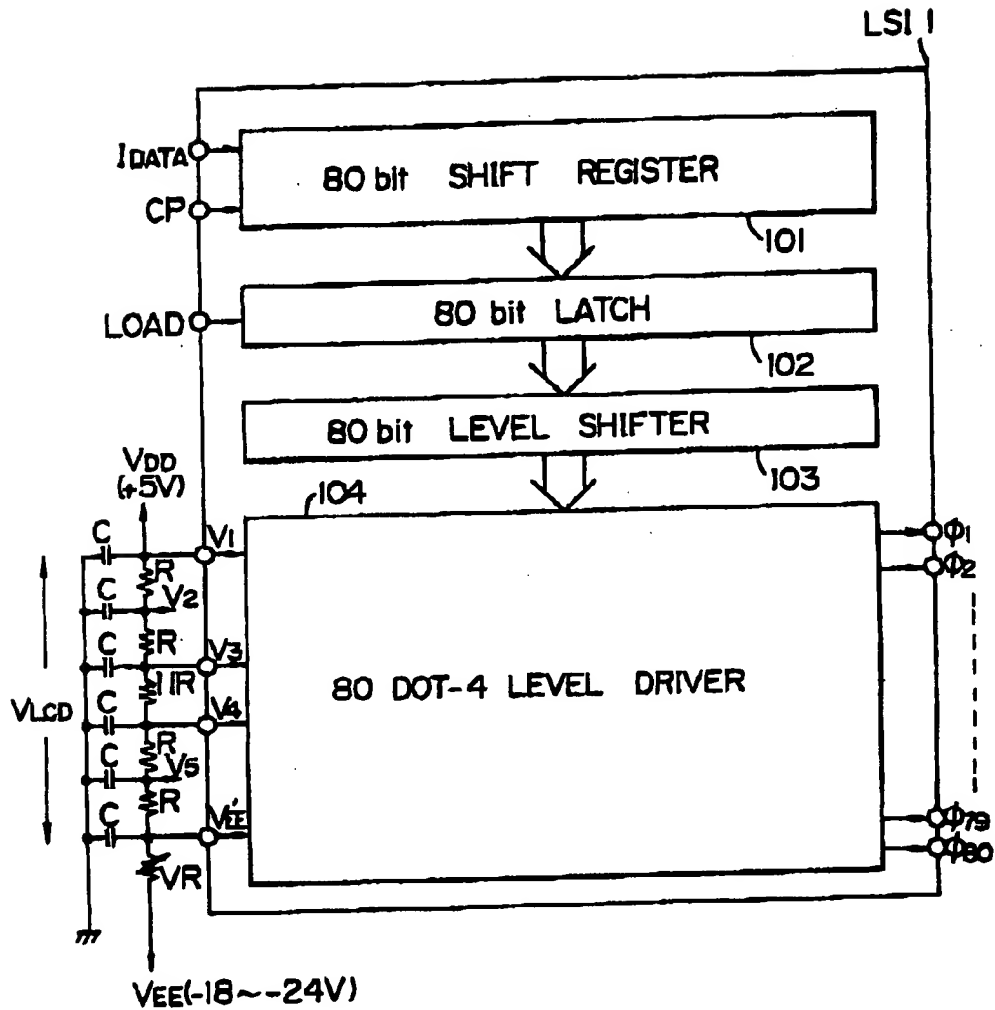 LSI 1
IDATA
80 bit SHIFT REGISTER
CP
101
LOAD
80 bit LATCH
102
80 bit LEVEL SHIFTER
103
VDD
(+5V)
104
C
V1
ϕ1
R
ϕ2
C
V2
R
C
V3
11R
80 DOT-4 LEVEL DRIVER
VLCD
C
V4
R
C
V5
R
C
V'EE
ϕ79
ϕ80
VR
VEE(-18~-24V)